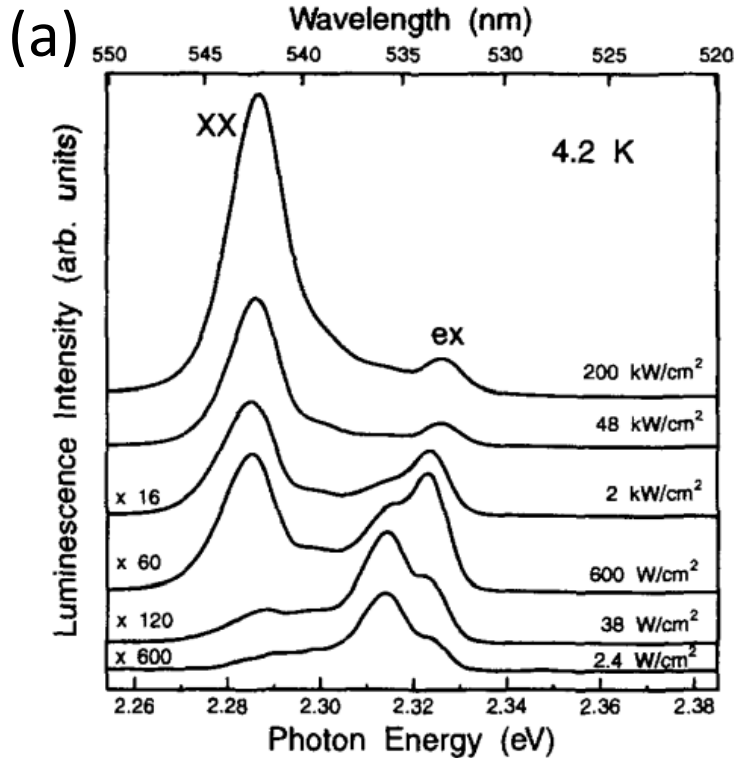 (a)
Wavelength (nm)
550 545 540 535 530 525 520
XX
4.2 K
ex
200 kW/cm²
48 kW/cm²
x 16 2 kW/cm²
x 60 600 W/cm²
x 120 38 W/cm²
x 600 2.4 W/cm²
Luminescence Intensity (arb. units)
2.26 2.28 2.30 2.32 2.34 2.36 2.38
Photon Energy (eV)